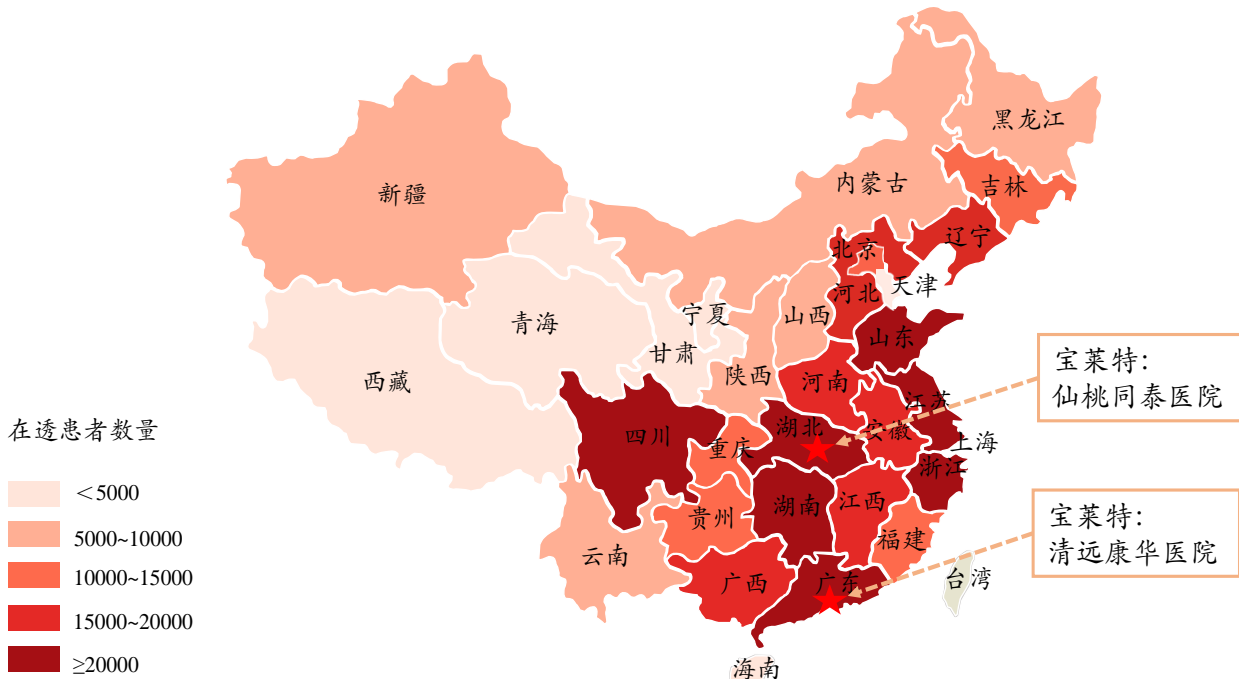 黑龙江
内蒙古
吉林
新疆
辽宁
北京
天津
河北
宁夏
山西
青海
山东
甘肃
西藏
陕西
河南
宝莱特:
仙桃同泰医院
江苏
湖北
安徽
四川
重庆
上海
浙江
湖南
江西
贵州
福建
云南
广西
广东
台湾
海南
宝莱特:
清远康华医院
在透患者数量
＜5000
5000~10000
10000~15000
15000~20000
≥20000